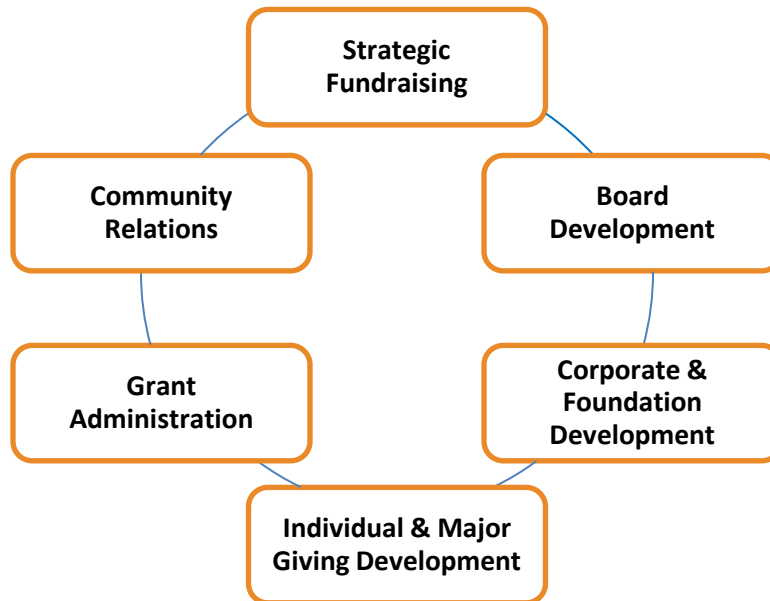 Strategic
Fundraising
Community
Relations
Board
Development
Grant
Administration
Corporate &
Foundation
Development
Individual & Major
Giving Development